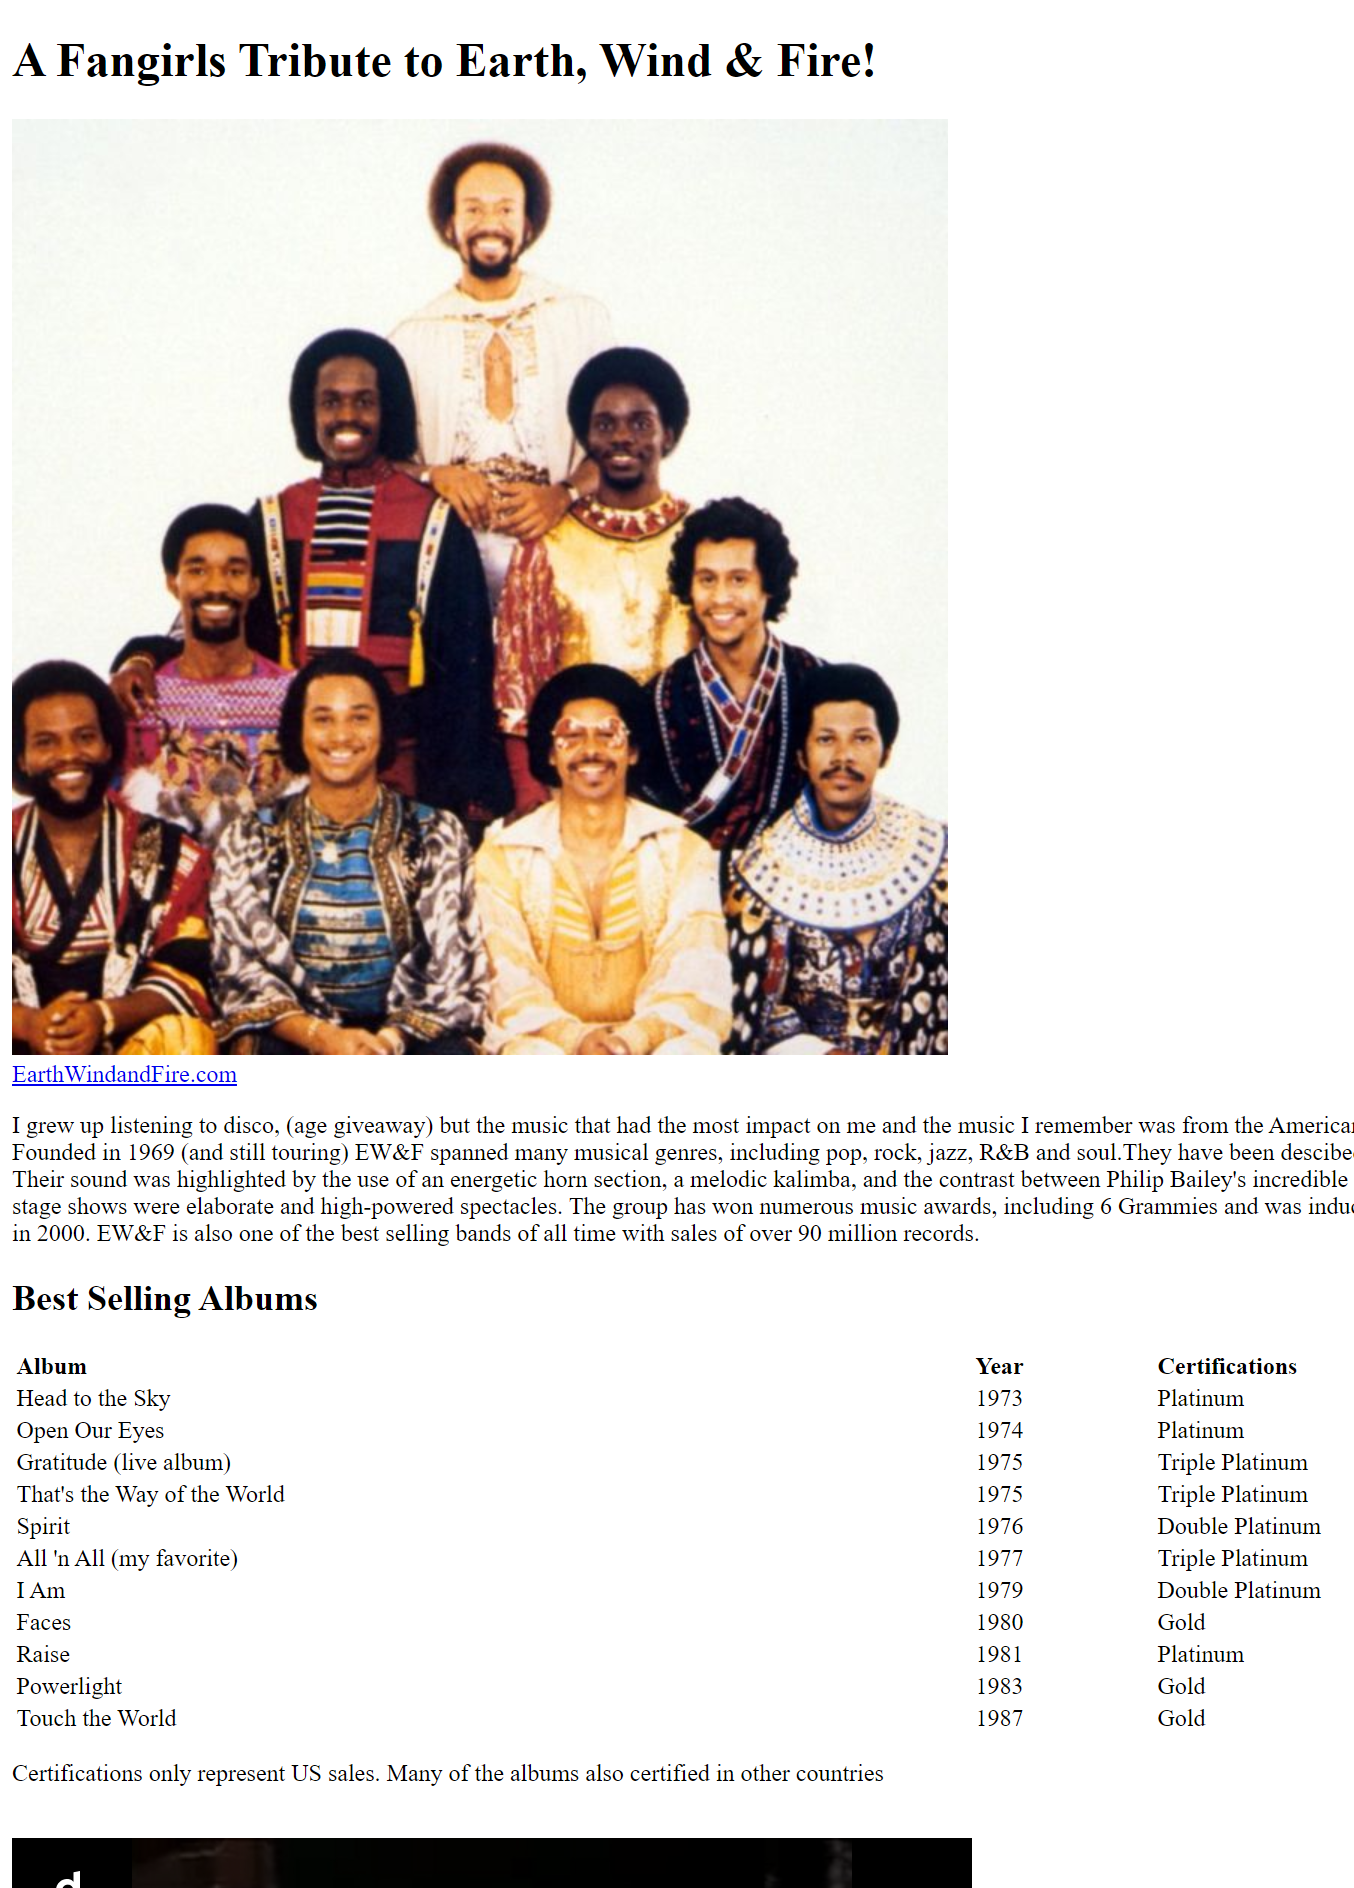 A Fangirls Tribute to Earth, Wind & Fire!
EarthWindandFire.com
I grew up listening to disco, (age giveaway) but the music that had the most impact on me and the music I remember was from the American
Founded in 1969 (and still touring) EW&F spanned many musical genres, including pop, rock, jazz, R&B and soul.They have been
Their sound was highlighted by the use of an energetic horn section, a melodic kalimba, and the contrast between Philip Bailey's incredible
stage shows were elaborate and high-powered spectacles. The group has won numerous music awards, including 6 Grammies and was
in 2000. EW&F is also one of the best selling bands of all time with sales of over 90 million records.
Best Selling Albums
Album Year Certifications
Head to the Sky 1973 Platinum
Open Our Eyes 1974 Platinum
Gratitude (live album) 1975 Triple Platinum
That's the Way of the World 1975 Triple Platinum
Spirit 1976 Double Platinum
All 'n All (my favorite) 1977 Triple Platinum
I Am 1979 Double Platinum
Faces 1980 Gold
Raise 1981 Platinum
Powerlight 1983 Gold
Touch the World 1987 Gold
Certifications only represent US sales. Many of the albums also certified in other countries